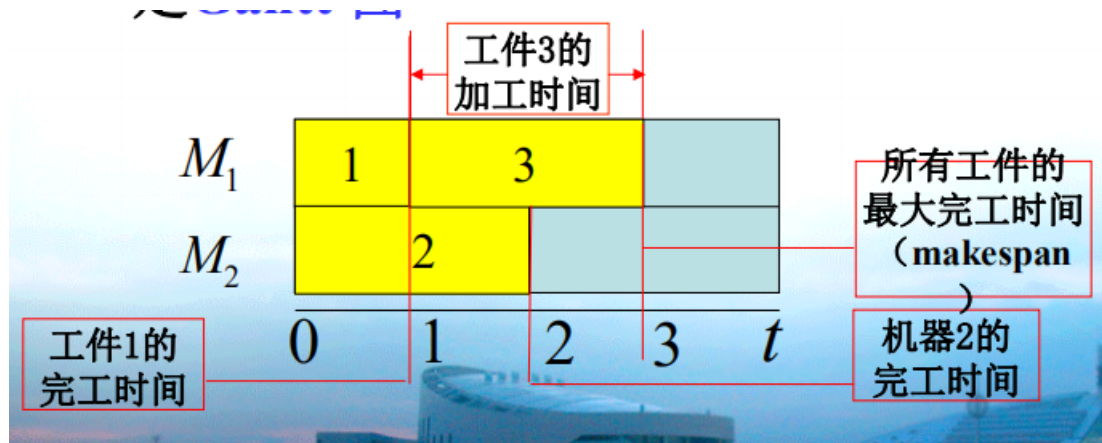 工件3的
加工时间
M₁
1
3
所有工件的
最大完工时间
（makespan
）
M₂
2
工件1的
完工时间
0
1
2
3
t
机器2的
完工时间